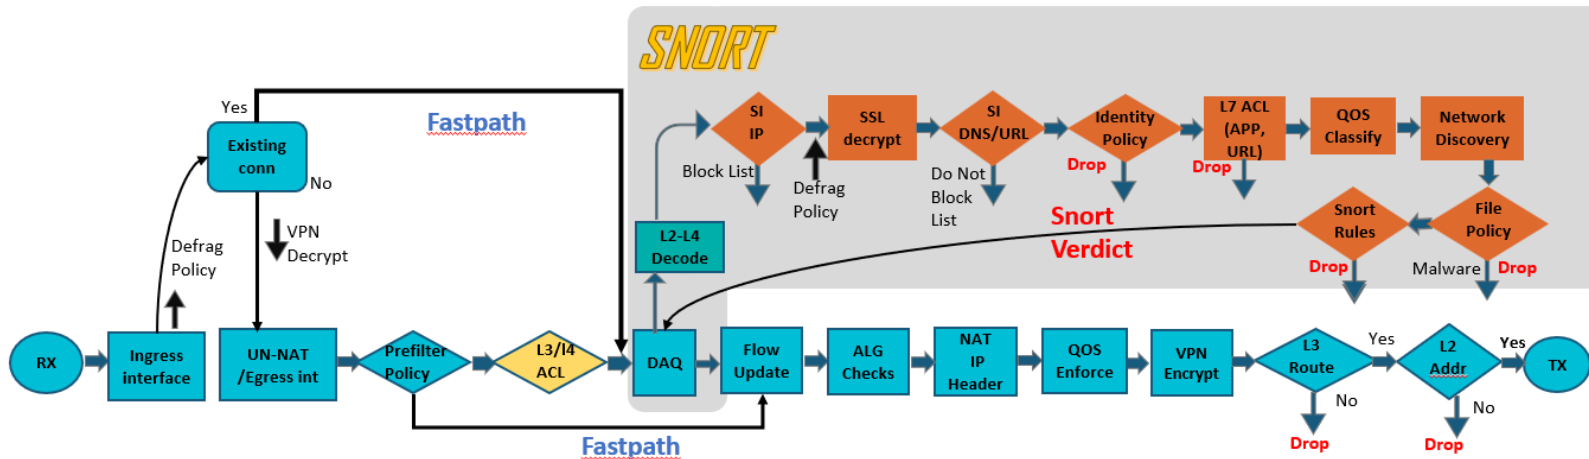 SNORT
Yes
Fastpath
Existing
conn
No
Defrag
Policy
VPN
Decrypt
SI
IP
Block List
SSL
decrypt
Defrag
Policy
SI
DNS/URL
Do Not
Block
List
Identity
Policy
Drop
L7 ACL
(APP,
URL)
Drop
QOS
Classify
Network
Discovery
Snort
Rules
Drop
File
Policy
Malware
Drop
L2-L4
Decode
Snort
Verdict
RX
Ingress
interface
UN-NAT
/Egress int
Prefilter
Policy
L3/l4
ACL
DAQ
Flow
Update
ALG
Checks
NAT
IP
Header
QOS
Enforce
VPN
Encrypt
L3
Route
Yes
No
Drop
L2
Addr
Yes
No
Drop
TX
Fastpath